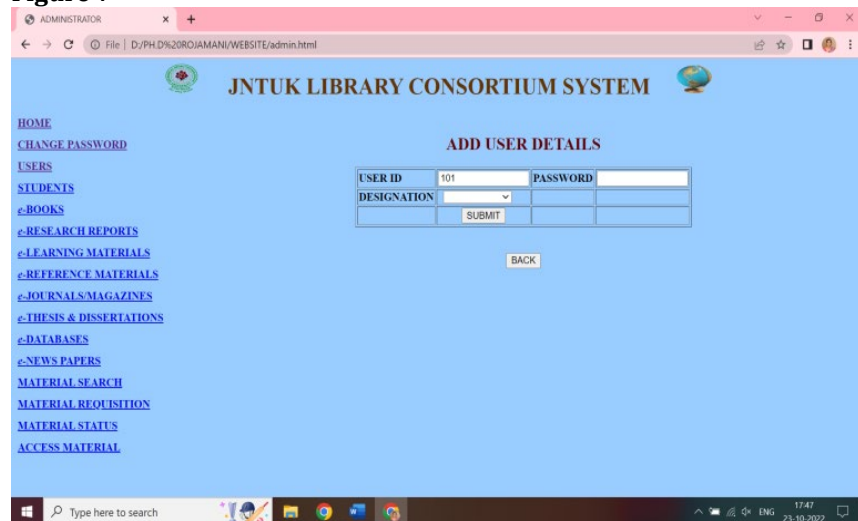 ADMINISTRATOR
File | D:/PH.D%20ROJAMANI/WEBSITE/admin.html
JNTUK LIBRARY CONSORTIUM SYSTEM
HOME
CHANGE PASSWORD
USERS
STUDENTS
e-BOOKS
e-RESEARCH REPORTS
e-LEARNING MATERIALS
e-REFERENCE MATERIALS
e-JOURNALS/MAGAZINES
e-THESIS & DISSERTATIONS
e-DATABASES
e-NEWS PAPERS
MATERIAL SEARCH
MATERIAL REQUISITION
MATERIAL STATUS
ACCESS MATERIAL
ADD USER DETAILS
USER ID 101 PASSWORD
DESIGNATION
SUBMIT
BACK
Type here to search
ENG
17:47
23-10-2022